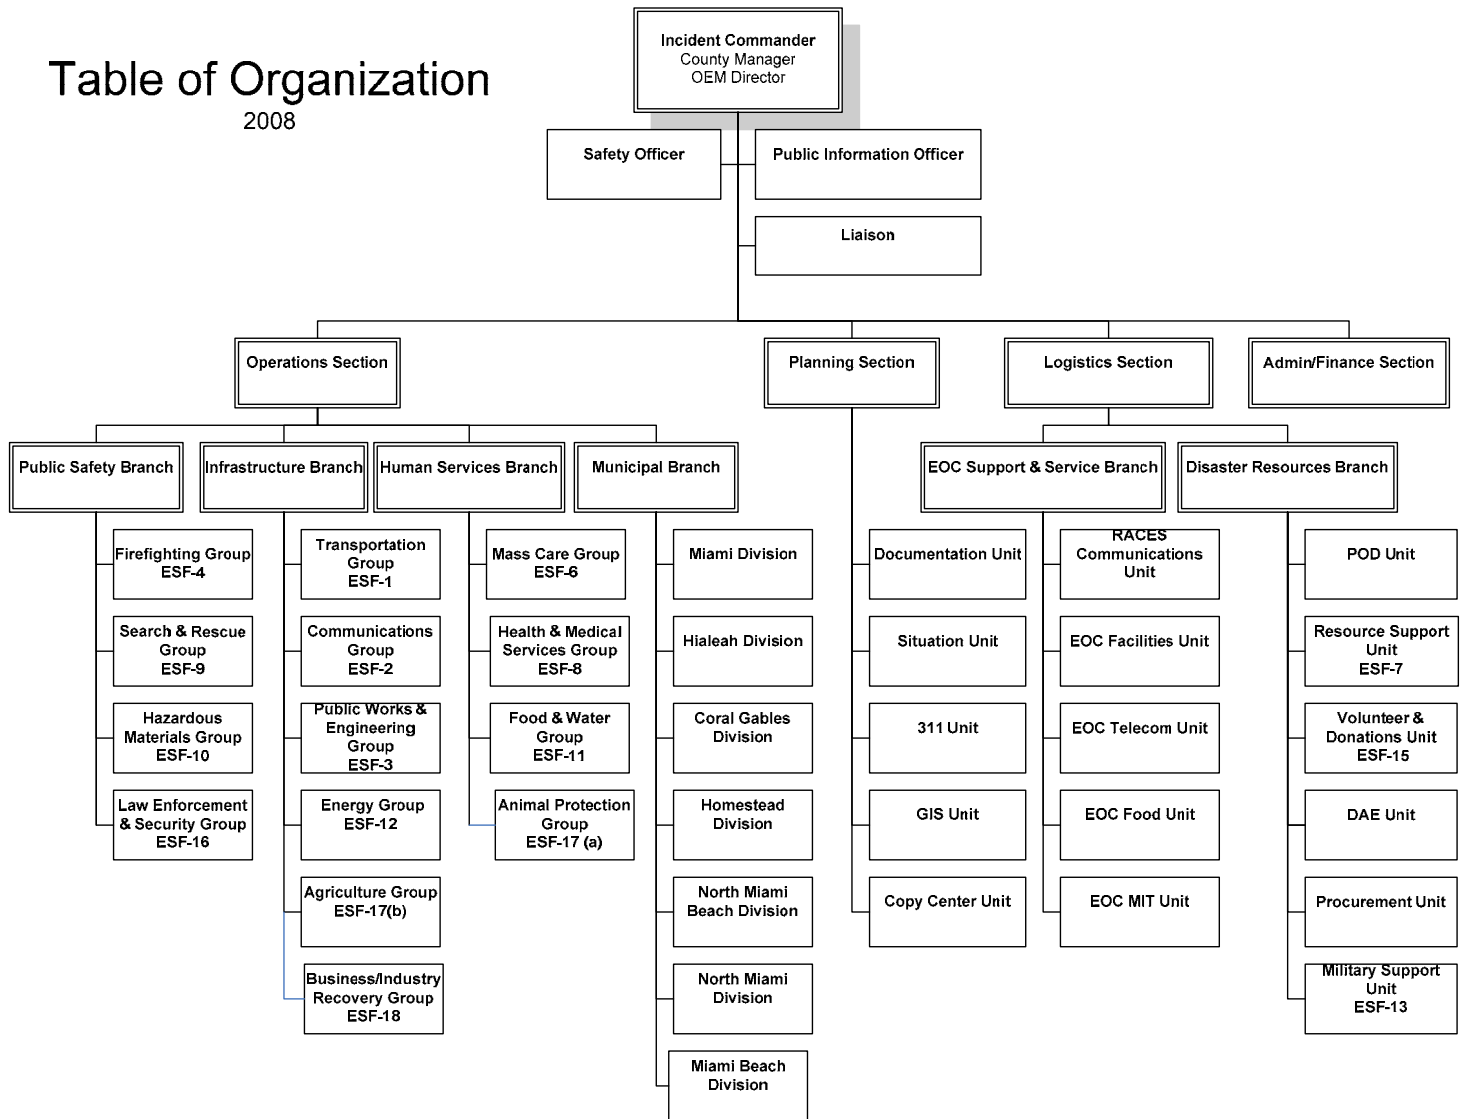 Table of Organization
2008
Incident Commander
County Manager
OEM Director
Safety Officer
Public Information Officer
Liaison
Operations Section
Planning Section
Logistics Section
Admin/Finance Section
Public Safety Branch
Infrastructure Branch
Human Services Branch
Municipal Branch
EOC Support & Service Branch
Disaster Resources Branch
Firefighting Group
ESF-4
Search & Rescue
Group
ESF-9
Hazardous
Materials Group
ESF-10
Law Enforcement
& Security Group
ESF-16
Transportation
Group
ESF-1
Communications
Group
ESF-2
Public Works &
Engineering
Group
ESF-3
Energy Group
ESF-12
Agriculture Group
ESF-17(b)
Business/Industry
Recovery Group
ESF-18
Mass Care Group
ESF-6
Health & Medical
Services Group
ESF-8
Food & Water
Group
ESF-11
Animal Protection
Group
ESF-17 (a)
Miami Division
Hialeah Division
Coral Gables
Division
Homestead
Division
North Miami
Beach Division
North Miami
Division
Miami Beach
Division
Documentation Unit
Situation Unit
311 Unit
GIS Unit
Copy Center Unit
RACES
Communications
Unit
EOC Facilities Unit
EOC Telecom Unit
EOC Food Unit
EOC MIT Unit
POD Unit
Resource Support
Unit
ESF-7
Volunteer &
Donations Unit
ESF-15
DAE Unit
Procurement Unit
Military Support
Unit
ESF-13